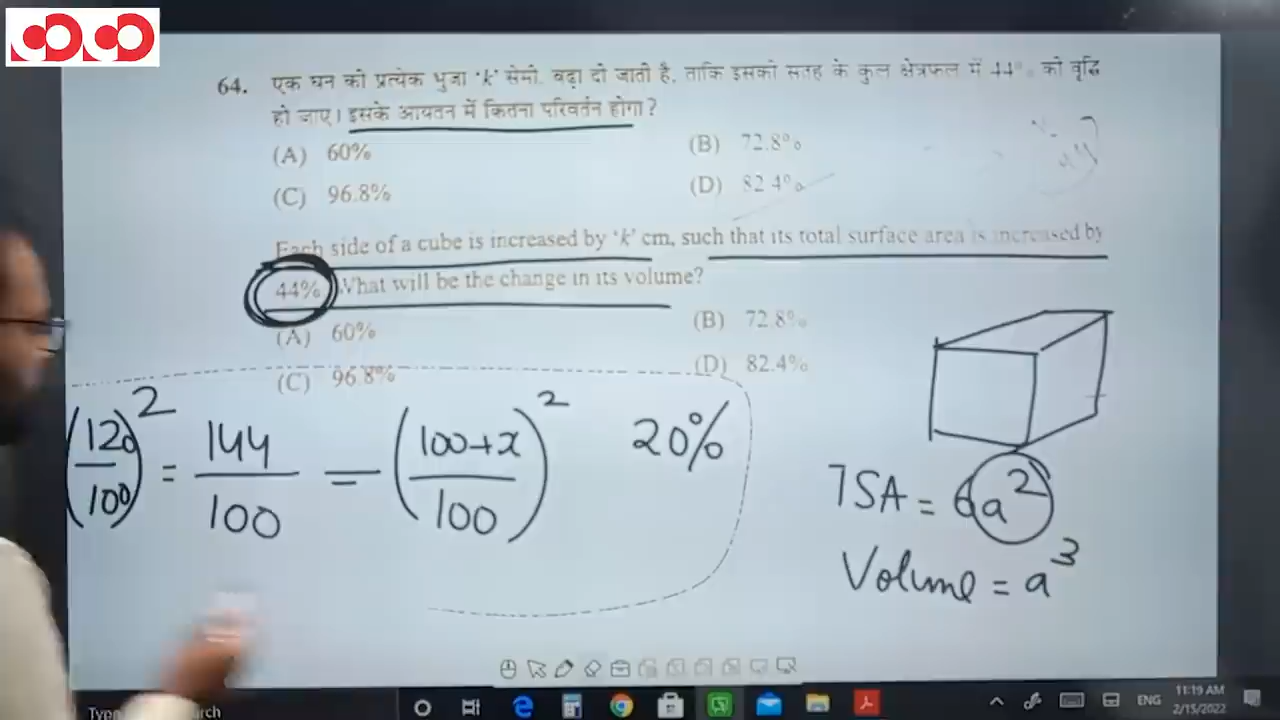 64. एक घन की प्रत्येक भुजा 'k' सेमी. बढ़ा दी जाती है, ताकि इसकी सतह के कुल क्षेत्रफल में 44% की वृद्धि
हो जाए। इसके आयतन में कितना परिवर्तन होगा?
(A) 60% (B) 72.8%
(C) 96.8% (D) 82.4%
Each side of a cube is increased by 'k' cm, such that its total surface area is increased by
44% What will be the change in its volume?
(A) 60% (B) 72.8%
(C) 96.8% (D) 82.4%
(120/100)² = 144/100 = (100+x/100)² 20%
TSA = 6a²
Volume = a³
ENG 11:19 AM
2/15/2022